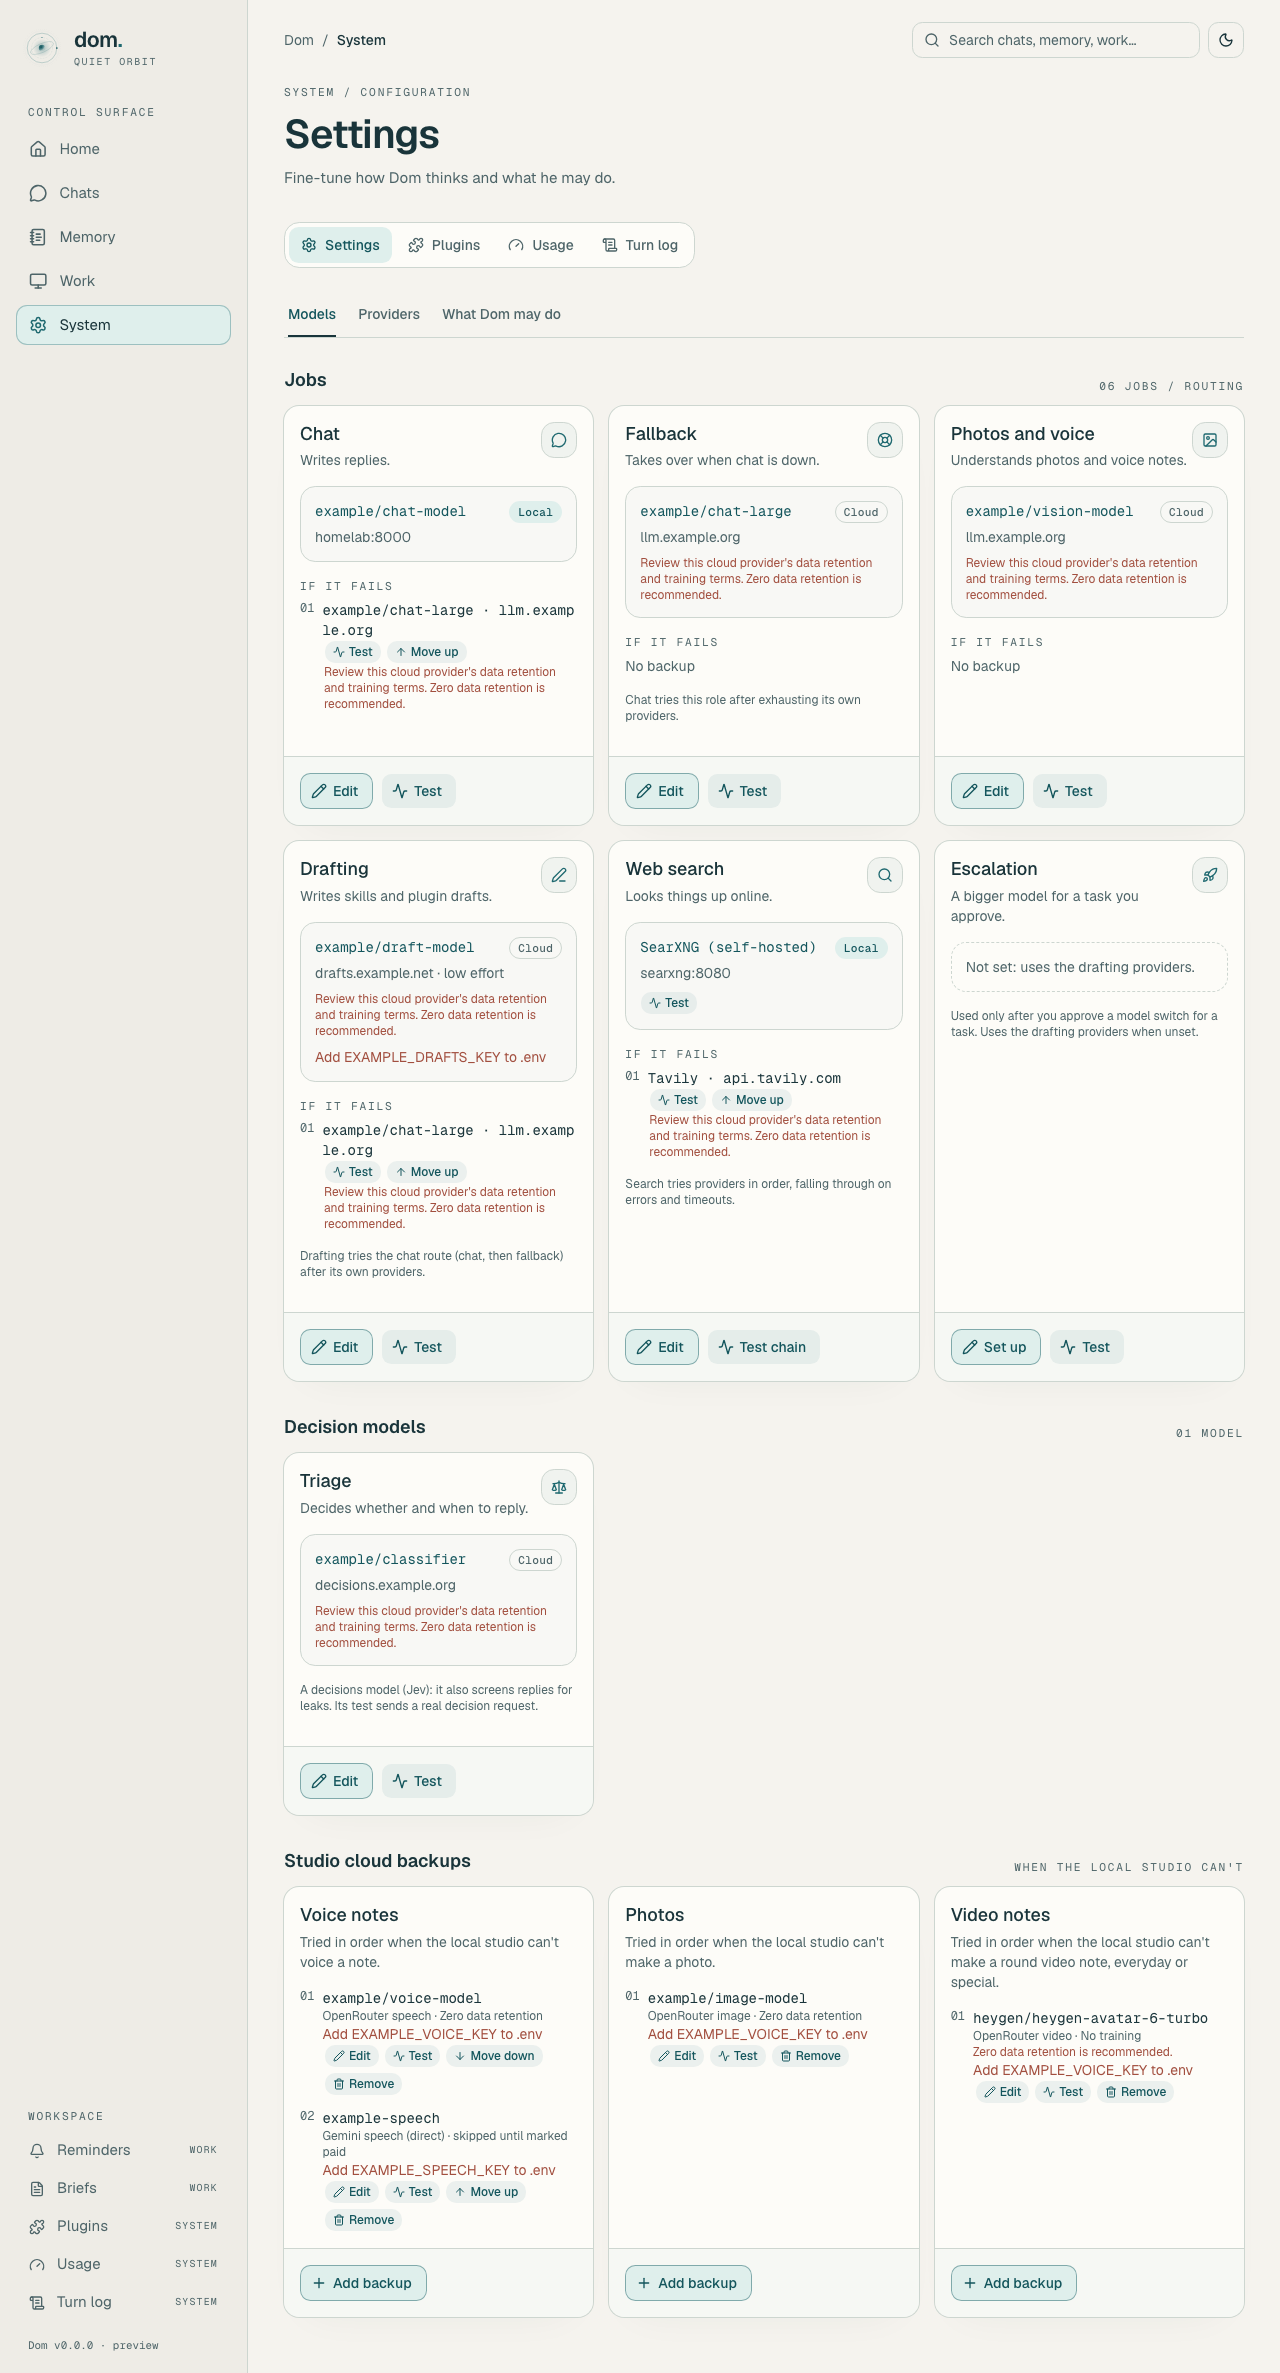 dom.
QUIET ORBIT
CONTROL SURFACE
Home
Chats
Memory
Work
System
Dom / System
Search chats, memory, work…
SYSTEM / CONFIGURATION
Settings
Fine-tune how Dom thinks and what he may do.
Settings
Plugins
Usage
Turn log
Models
Providers
What Dom may do
Jobs
06 JOBS / ROUTING
Chat
Writes replies.
example/chat-model
Local
homelab:8000
IF IT FAILS
01 example/chat-large · llm.examp
le.org
Test
Move up
Review this cloud provider's data retention
and training terms. Zero data retention is
recommended.
Edit
Test
Fallback
Takes over when chat is down.
example/chat-large
Cloud
llm.example.org
Review this cloud provider's data retention
and training terms. Zero data retention is
recommended.
IF IT FAILS
No backup
Chat tries this role after exhausting its own
providers.
Edit
Test
Photos and voice
Understands photos and voice notes.
example/vision-model
Cloud
llm.example.org
Review this cloud provider's data retention
and training terms. Zero data retention is
recommended.
IF IT FAILS
No backup
Edit
Test
Drafting
Writes skills and plugin drafts.
example/draft-model
Cloud
drafts.example.net · low effort
Review this cloud provider's data retention
and training terms. Zero data retention is
recommended.
Add EXAMPLE_DRAFTS_KEY to .env
IF IT FAILS
01 example/chat-large · llm.examp
le.org
Test
Move up
Review this cloud provider's data retention
and training terms. Zero data retention is
recommended.
Drafting tries the chat route (chat, then fallback)
after its own providers.
Edit
Test
Web search
Looks things up online.
SearXNG (self-hosted)
Local
searxng:8080
Test
IF IT FAILS
01 Tavily · api.tavily.com
Test
Move up
Review this cloud provider's data retention
and training terms. Zero data retention is
recommended.
Search tries providers in order, falling through on
errors and timeouts.
Edit
Test chain
Escalation
A bigger model for a task you
approve.
Not set: uses the drafting providers.
Used only after you approve a model switch for a
task. Uses the drafting providers when unset.
Set up
Test
Decision models
01 MODEL
Triage
Decides whether and when to reply.
example/classifier
Cloud
decisions.example.org
Review this cloud provider's data retention
and training terms. Zero data retention is
recommended.
A decisions model (Jev): it also screens replies for
leaks. Its test sends a real decision request.
Edit
Test
Studio cloud backups
WHEN THE LOCAL STUDIO CAN'T
Voice notes
Tried in order when the local studio can't
voice a note.
01 example/voice-model
OpenRouter speech · Zero data retention
Add EXAMPLE_VOICE_KEY to .env
Edit
Test
Move down
Remove
02 example-speech
Gemini speech (direct) · skipped until marked
paid
Add EXAMPLE_SPEECH_KEY to .env
Edit
Test
Move up
Remove
Add backup
Photos
Tried in order when the local studio can't
make a photo.
01 example/image-model
OpenRouter image · Zero data retention
Add EXAMPLE_VOICE_KEY to .env
Edit
Test
Remove
Add backup
Video notes
Tried in order when the local studio can't
make a round video note, everyday or
special.
01 heygen/heygen-avatar-6-turbo
OpenRouter video · No training
Zero data retention is recommended.
Add EXAMPLE_VOICE_KEY to .env
Edit
Test
Remove
Add backup
WORKSPACE
Reminders WORK
Briefs WORK
Plugins SYSTEM
Usage SYSTEM
Turn log SYSTEM
Dom v0.0.0 · preview